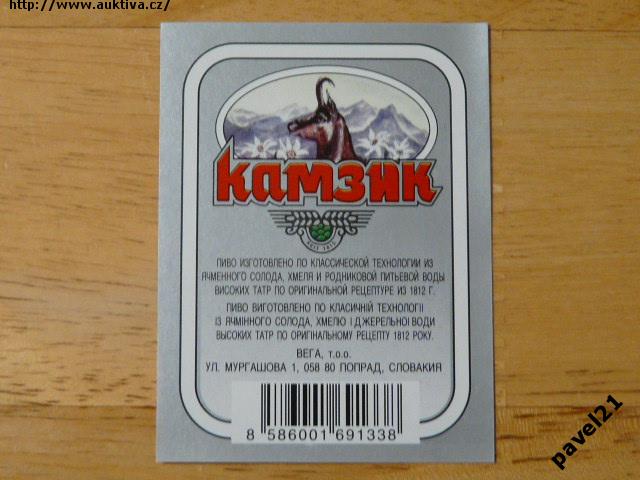 http://www.auktiva.cz/
камзик
ПИВО ИЗГОТОВЛЕНО ПО КЛАССИЧЕСКОЙ ТЕХНОЛОГИИ ИЗ
ЯЧМЕННОГО СОЛОДА, ХМЕЛЯ И РОДНИКОВОЙ ПИТЬЕВОЙ ВОДЫ
ВИСОКИХ ТАТР ПО ОРИГИНАЛЬНОЙ РЕЦЕПТУРЕ ИЗ 1812 Г.
ПИВО ВИГОТОВЛЕНО ПО КЛАСИЧНІЙ ТЕХНОЛОГІЇ
ІЗ ЯЧМІННОГО СОЛОДА, ХМЕЛЮ І ДЖЕРЕЛЬНОІ ВОДИ
ВЫСОКИХ ТАТР ПО ОРИГІНАЛЬНОМУ РЕЦЕПТУ 1812 РОКУ.
ВЕГА, т.о.о.
УЛ. МУРГАШОВА 1, 058 80 ПОПРАД, СЛОВАКИЯ
8 586001 691338
pavel21